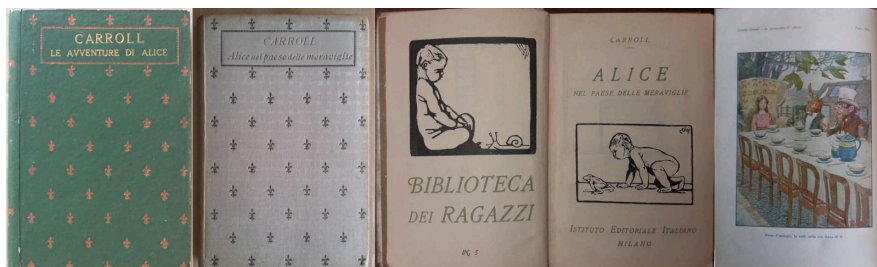 CARROLL
LE AVVENTURE DI ALICE
CARROLL
Alice nel paese delle meraviglie
BIBLIOTECA
DEI RAGAZZI
CARROLL
ALICE
NEL PAESE DELLE MERAVIGLIE
ISTITUTO EDITORIALE ITALIANO
MILANO